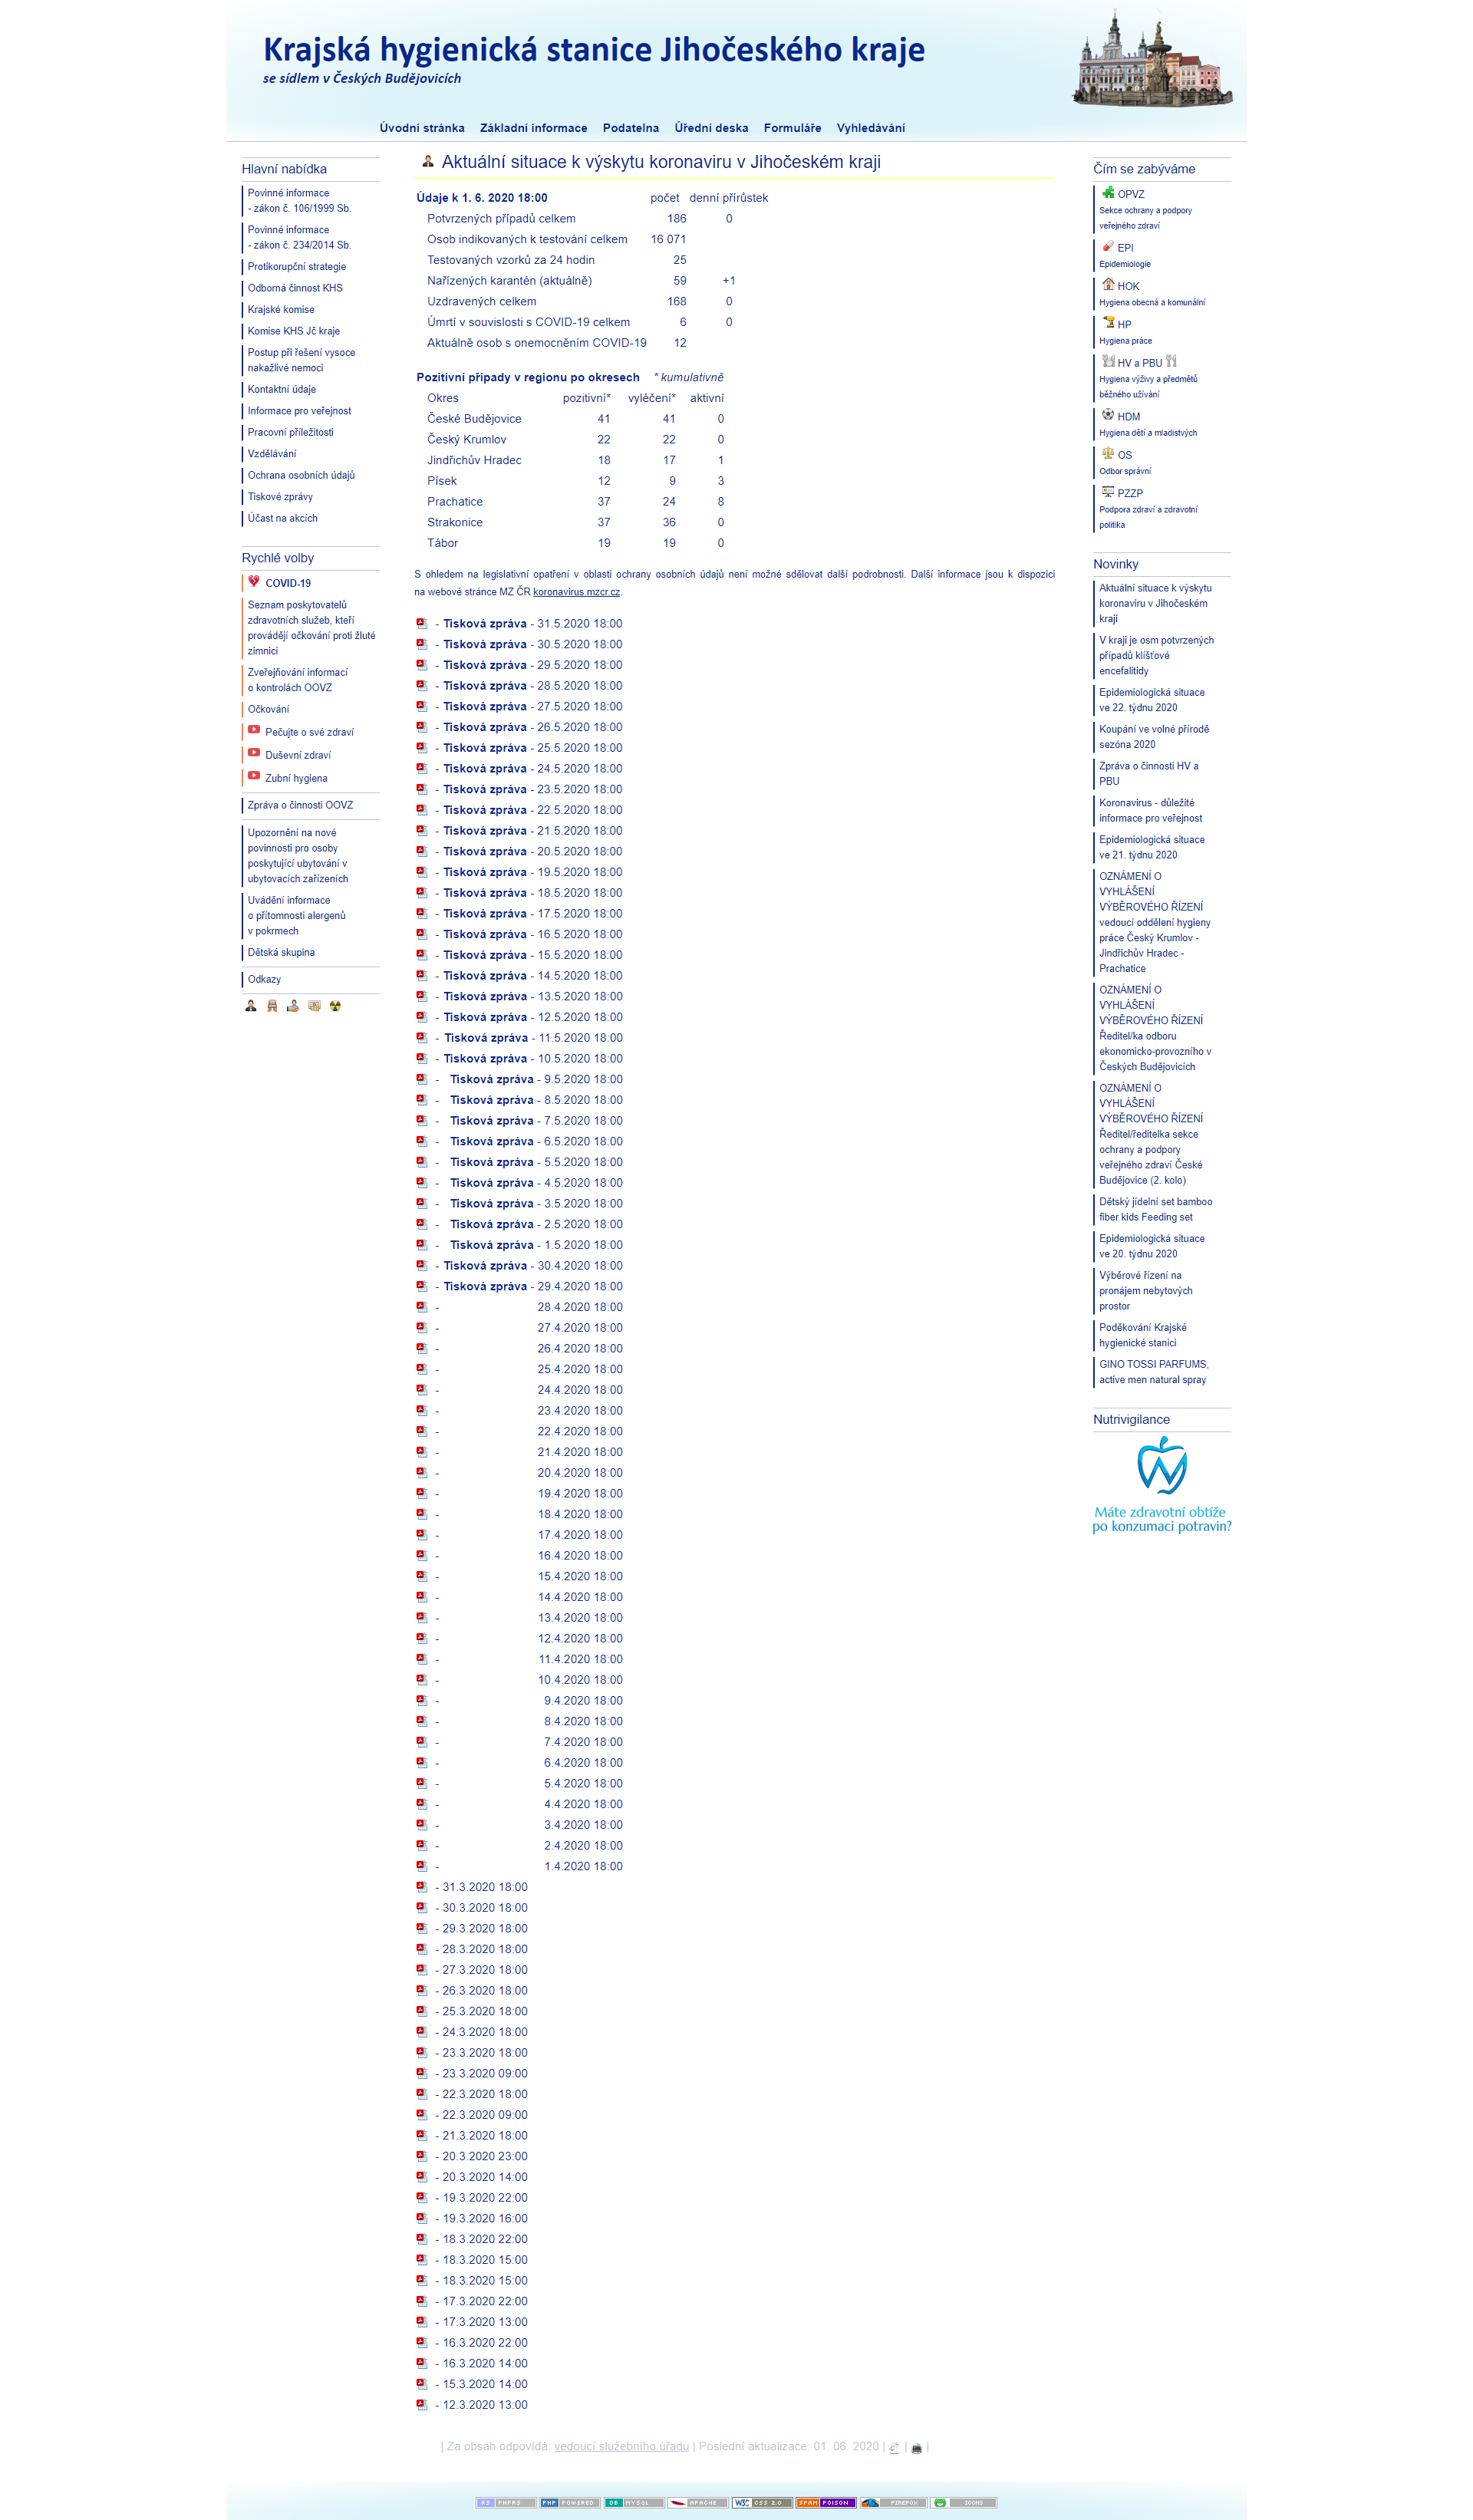 Krajská hygienická stanice Jihočeského kraje
se sídlem v Českých Budějovicích
Úvodní stránka Základní informace Podatelna Úřední deska Formuláře Vyhledávání
Hlavní nabídka
Povinné informace
- zákon č. 106/1999 Sb.
Povinné informace
- zákon č. 234/2014 Sb.
Protikorupční strategie
Odborná činnost KHS
Krajské komise
Komise KHS Jč kraje
Postup při řešení vysoce
nakažlivé nemoci
Kontaktní údaje
Informace pro veřejnost
Pracovní příležitosti
Vzdělávání
Ochrana osobních údajů
Tiskové zprávy
Účast na akcích
Rychlé volby
COVID-19
Seznam poskytovatelů
zdravotních služeb, kteří
provádějí očkování proti žluté
zimnici
Zveřejňování informací
o kontrolách OOVZ
Očkování
Pečujte o své zdraví
Duševní zdraví
Zubní hygiena
Zpráva o činnosti OOVZ
Upozornění na nové
povinnosti pro osoby
poskytující ubytování v
ubytovacích zařízeních
Uvádění informace
o přítomnosti alergenů
v pokrmech
Dětská skupina
Odkazy
Aktuální situace k výskytu koronaviru v Jihočeském kraji
Údaje k 1. 6. 2020 18:00 počet denní přírůstek
Potvrzených případů celkem 186 0
Osob indikovaných k testování celkem 16 071
Testovaných vzorků za 24 hodin 25
Nařízených karantén (aktuálně) 59 +1
Uzdravených celkem 168 0
Úmrtí v souvislosti s COVID-19 celkem 6 0
Aktuálně osob s onemocněním COVID-19 12
Pozitivní připady v regionu po okresech * kumulativně
Okres pozitivní* vyléčení* aktivní
České Budějovice 41 41 0
Český Krumlov 22 22 0
Jindřichův Hradec 18 17 1
Písek 12 9 3
Prachatice 37 24 8
Strakonice 37 36 0
Tábor 19 19 0
S ohledem na legislativní opatření v oblasti ochrany osobních údajů není možné sdělovat další podrobnosti. Další informace jsou k dispozici
na webové stránce MZ ČR koronavirus.mzcr.cz.
- Tisková zpráva - 31.5.2020 18:00
- Tisková zpráva - 30.5.2020 18:00
- Tisková zpráva - 29.5.2020 18:00
- Tisková zpráva - 28.5.2020 18:00
- Tisková zpráva - 27.5.2020 18:00
- Tisková zpráva - 26.5.2020 18:00
- Tisková zpráva - 25.5.2020 18:00
- Tisková zpráva - 24.5.2020 18:00
- Tisková zpráva - 23.5.2020 18:00
- Tisková zpráva - 22.5.2020 18:00
- Tisková zpráva - 21.5.2020 18:00
- Tisková zpráva - 20.5.2020 18:00
- Tisková zpráva - 19.5.2020 18:00
- Tisková zpráva - 18.5.2020 18:00
- Tisková zpráva - 17.5.2020 18:00
- Tisková zpráva - 16.5.2020 18:00
- Tisková zpráva - 15.5.2020 18:00
- Tisková zpráva - 14.5.2020 18:00
- Tisková zpráva - 13.5.2020 18:00
- Tisková zpráva - 12.5.2020 18:00
- Tisková zpráva - 11.5.2020 18:00
- Tisková zpráva - 10.5.2020 18:00
- Tisková zpráva - 9.5.2020 18:00
- Tisková zpráva - 8.5.2020 18:00
- Tisková zpráva - 7.5.2020 18:00
- Tisková zpráva - 6.5.2020 18:00
- Tisková zpráva - 5.5.2020 18:00
- Tisková zpráva - 4.5.2020 18:00
- Tisková zpráva - 3.5.2020 18:00
- Tisková zpráva - 2.5.2020 18:00
- Tisková zpráva - 1.5.2020 18:00
- Tisková zpráva - 30.4.2020 18:00
- Tisková zpráva - 29.4.2020 18:00
- 28.4.2020 18:00
- 27.4.2020 18:00
- 26.4.2020 18:00
- 25.4.2020 18:00
- 24.4.2020 18:00
- 23.4.2020 18:00
- 22.4.2020 18:00
- 21.4.2020 18:00
- 20.4.2020 18:00
- 19.4.2020 18:00
- 18.4.2020 18:00
- 17.4.2020 18:00
- 16.4.2020 18:00
- 15.4.2020 18:00
- 14.4.2020 18:00
- 13.4.2020 18:00
- 12.4.2020 18:00
- 11.4.2020 18:00
- 10.4.2020 18:00
- 9.4.2020 18:00
- 8.4.2020 18:00
- 7.4.2020 18:00
- 6.4.2020 18:00
- 5.4.2020 18:00
- 4.4.2020 18:00
- 3.4.2020 18:00
- 2.4.2020 18:00
- 1.4.2020 18:00
- 31.3.2020 18:00
- 30.3.2020 18:00
- 29.3.2020 18:00
- 28.3.2020 18:00
- 27.3.2020 18:00
- 26.3.2020 18:00
- 25.3.2020 18:00
- 24.3.2020 18:00
- 23.3.2020 18:00
- 23.3.2020 09:00
- 22.3.2020 18:00
- 22.3.2020 09:00
- 21.3.2020 18:00
- 20.3.2020 23:00
- 20.3.2020 14:00
- 19.3.2020 22:00
- 19.3.2020 16:00
- 18.3.2020 22:00
- 18.3.2020 15:00
- 18.3.2020 15:00
- 17.3.2020 22:00
- 17.3.2020 13:00
- 16.3.2020 22:00
- 16.3.2020 14:00
- 15.3.2020 14:00
- 12.3.2020 13:00
Čím se zabýváme
OPVZ
Sekce ochrany a podpory
veřejného zdraví
EPI
Epidemiologie
HOK
Hygiena obecná a komunální
HP
Hygiena práce
HV a PBU
Hygiena výživy a předmětů
běžného užívání
HDM
Hygiena dětí a mladistvých
OS
Odbor správní
PZZP
Podpora zdraví a zdravotní
politika
Novinky
Aktuální situace k výskytu
koronaviru v Jihočeském
kraji
V kraji je osm potvrzených
případů klíšťové
encefalitidy
Epidemiologická situace
ve 22. týdnu 2020
Koupání ve volné přírodě
sezóna 2020
Zpráva o činnosti HV a
PBU
Koronavirus - důležité
informace pro veřejnost
Epidemiologická situace
ve 21. týdnu 2020
OZNÁMENÍ O
VYHLÁŠENÍ
VÝBĚROVÉHO ŘÍZENÍ
vedoucí oddělení hygieny
práce Český Krumlov -
Jindřichův Hradec -
Prachatice
OZNÁMENÍ O
VYHLÁŠENÍ
VÝBĚROVÉHO ŘÍZENÍ
Ředitel/ka odboru
ekonomicko-provozního v
Českých Budějovicích
OZNÁMENÍ O
VYHLÁŠENÍ
VÝBĚROVÉHO ŘÍZENÍ
Ředitel/ředitelka sekce
ochrany a podpory
veřejného zdraví České
Budějovice (2. kolo)
Dětský jídelní set bamboo
fiber kids Feeding set
Epidemiologická situace
ve 20. týdnu 2020
Výběrové řízení na
pronájem nebytových
prostor
Poděkování Krajské
hygienické stanici
GINO TOSSI PARFUMS,
active men natural spray
Nutrivigilance
Máte zdravotní obtíže
po konzumaci potravin?
| Za obsah odpovídá: vedoucí služebního úřadu | Poslední aktualizace: 01. 06. 2020 | | |
RS PHPRS PHP POWERED DB MYSQL APACHE W3C CSS 2.0 SPAM POISON FIREFOX ICONS